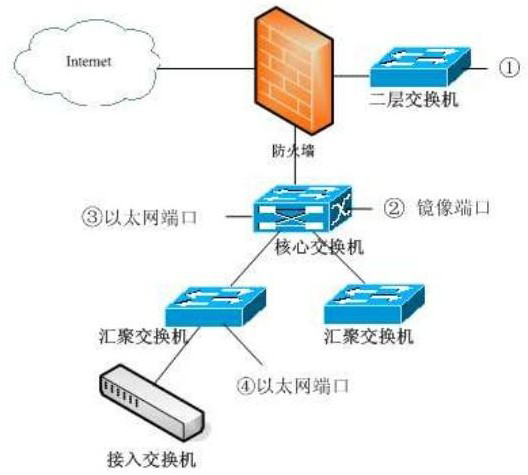 Internet
①
二层交换机
防火墙
③以太网端口
② 镜像端口
核心交换机
汇聚交换机
汇聚交换机
④以太网端口
接入交换机